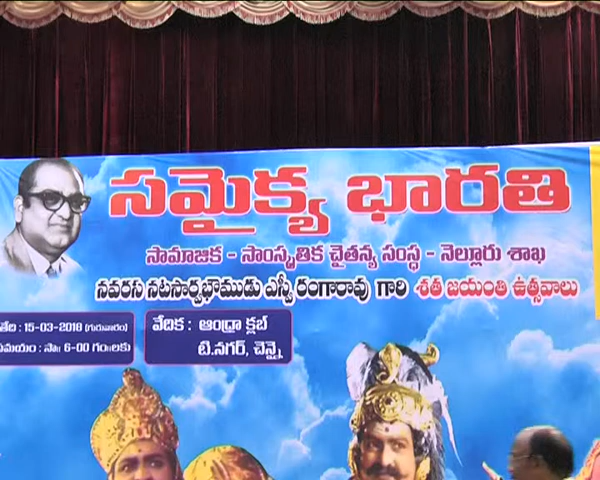 సమైక్య భారతి
సామాజిక - సాంస్కృతిక చైతన్య సంస్థ - నెల్లూరు శాఖ
నవరస నటసార్వభౌముడు ఎస్వీ రంగారావు గారి శత జయంతి ఉత్సవాలు
తేది : 15-03-2018 (గురువారం)
సమయం : సాః 6-00 గంటలకు
వేదిక : ఆంధ్రా క్లబ్
టి.నగర్, చెన్నై